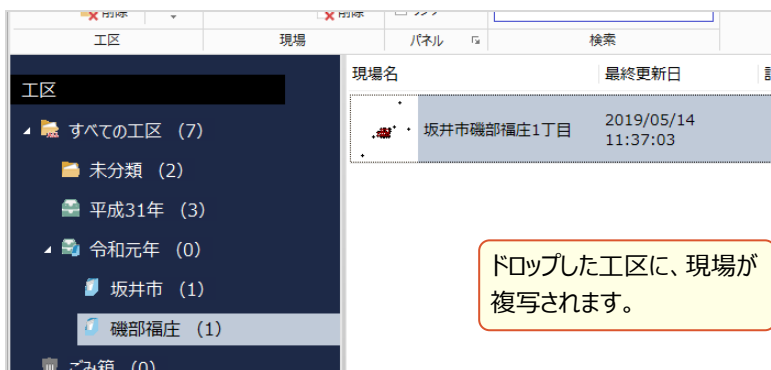 削除
削除
工区
現場
パネル
検索
工区
現場名
最終更新日
すべての工区 (7)
坂井市磯部福庄1丁目
2019/05/14
11:37:03
未分類 (2)
平成31年 (3)
令和元年 (0)
坂井市 (1)
磯部福庄 (1)
ごみ箱 (0)
ドロップした工区に、現場が
複写されます。